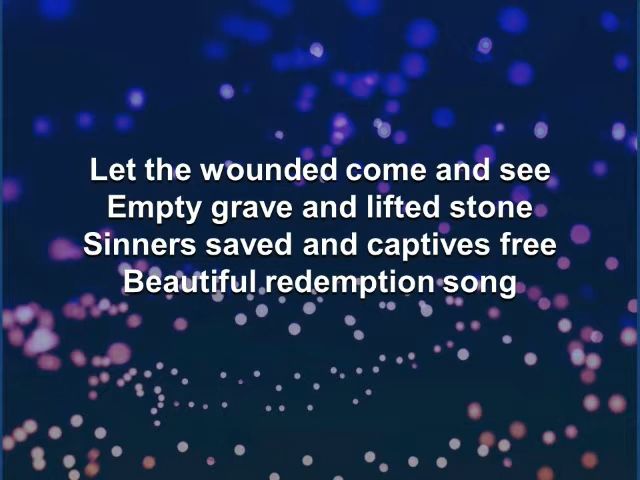 Let the wounded come and see
Empty grave and lifted stone
Sinners saved and captives free
Beautiful redemption song